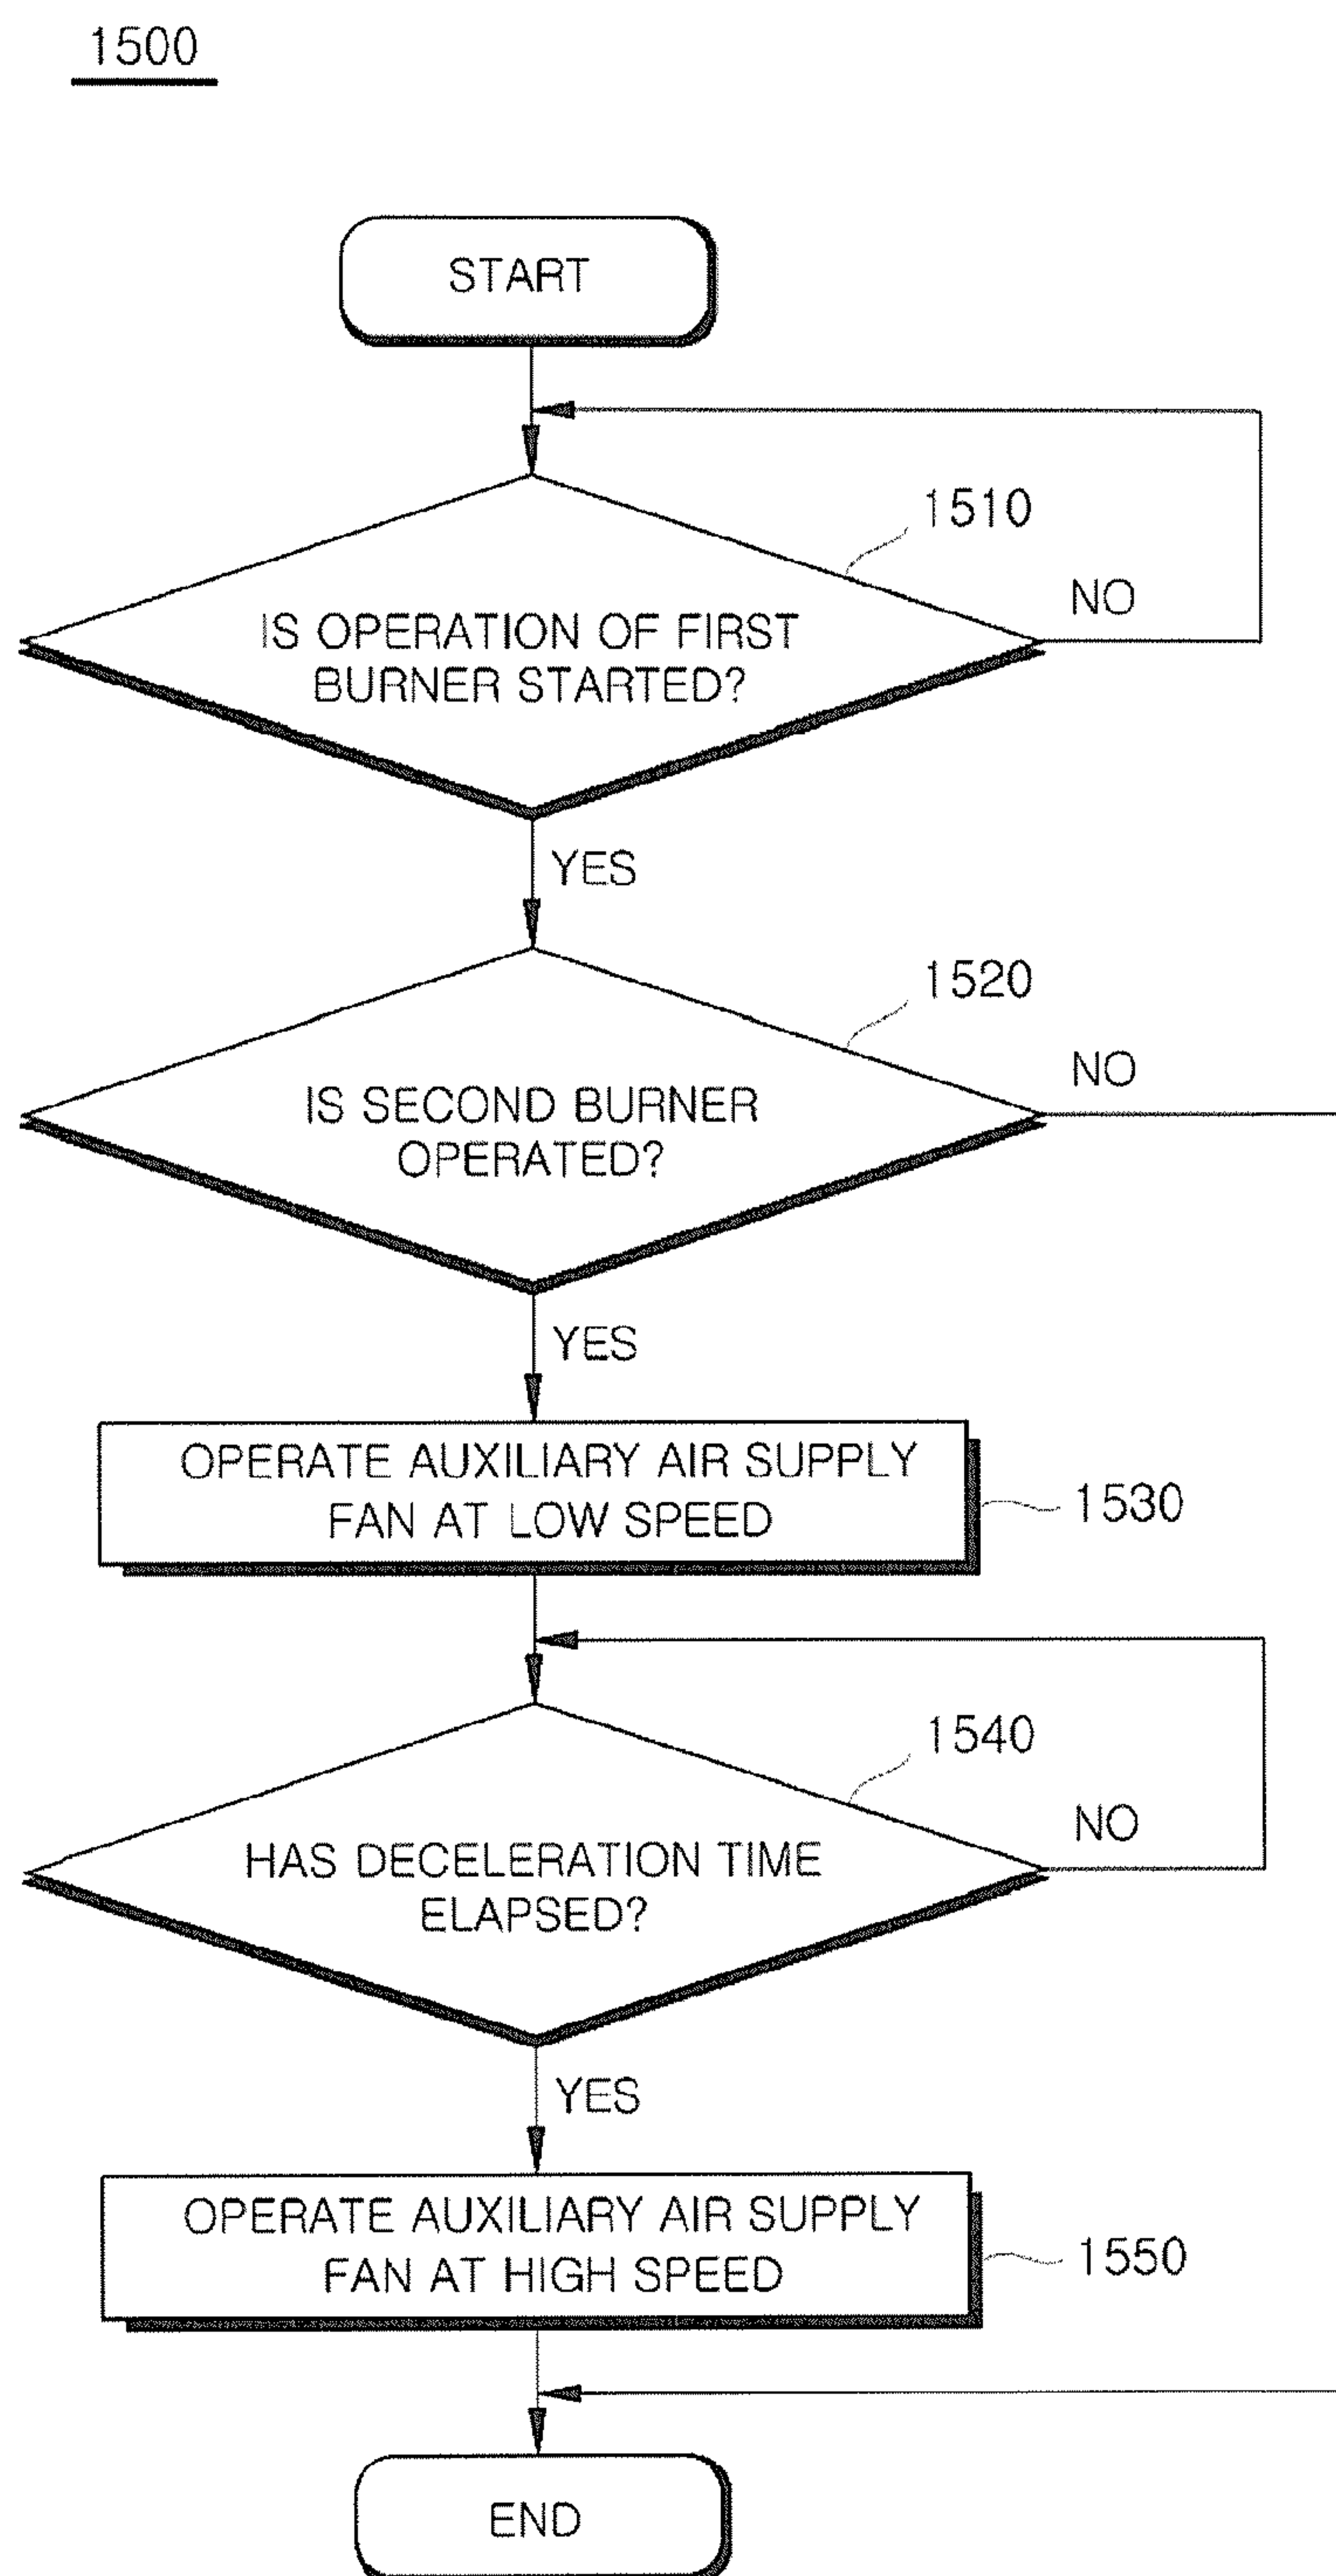 1500
START
1510
NO
IS OPERATION OF FIRST
BURNER STARTED?
YES
1520
NO
IS SECOND BURNER
OPERATED?
YES
OPERATE AUXILIARY AIR SUPPLY
FAN AT LOW SPEED
1530
1540
NO
HAS DECELERATION TIME
ELAPSED?
YES
OPERATE AUXILIARY AIR SUPPLY
FAN AT HIGH SPEED
1550
END